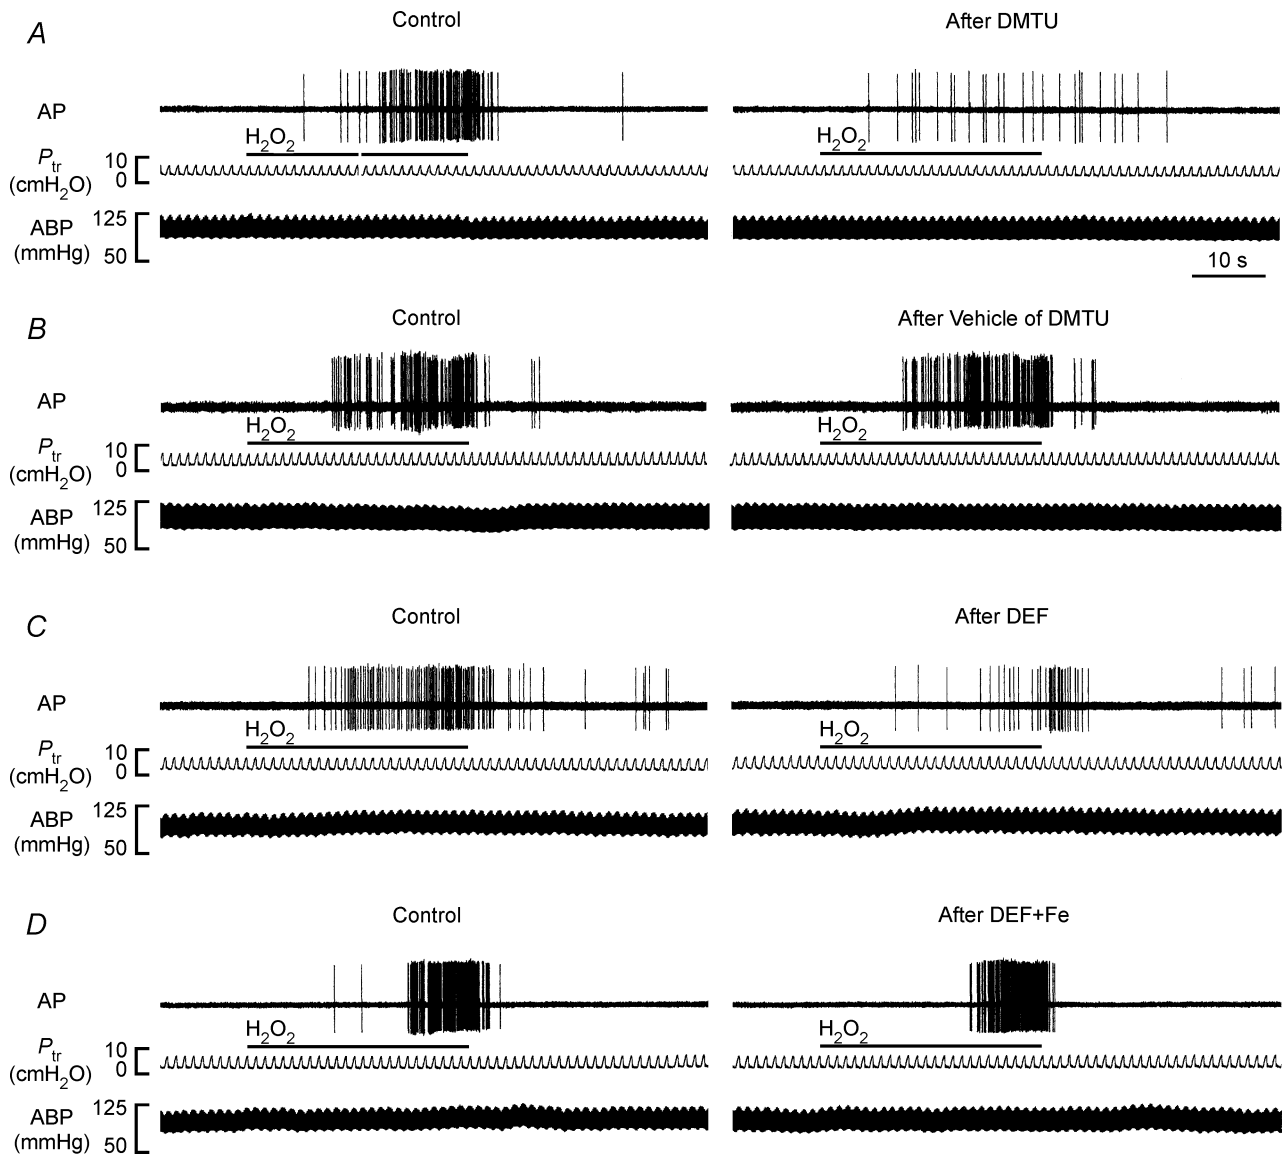 A
Control
After DMTU
AP
H2O2
H2O2
Ptr
(cmH2O)
10
0
ABP
(mmHg)
125
50
10 s
B
Control
After Vehicle of DMTU
AP
H2O2
H2O2
Ptr
(cmH2O)
10
0
ABP
(mmHg)
125
50
C
Control
After DEF
AP
H2O2
H2O2
Ptr
(cmH2O)
10
0
ABP
(mmHg)
125
50
D
Control
After DEF+Fe
AP
H2O2
H2O2
Ptr
(cmH2O)
10
0
ABP
(mmHg)
125
50